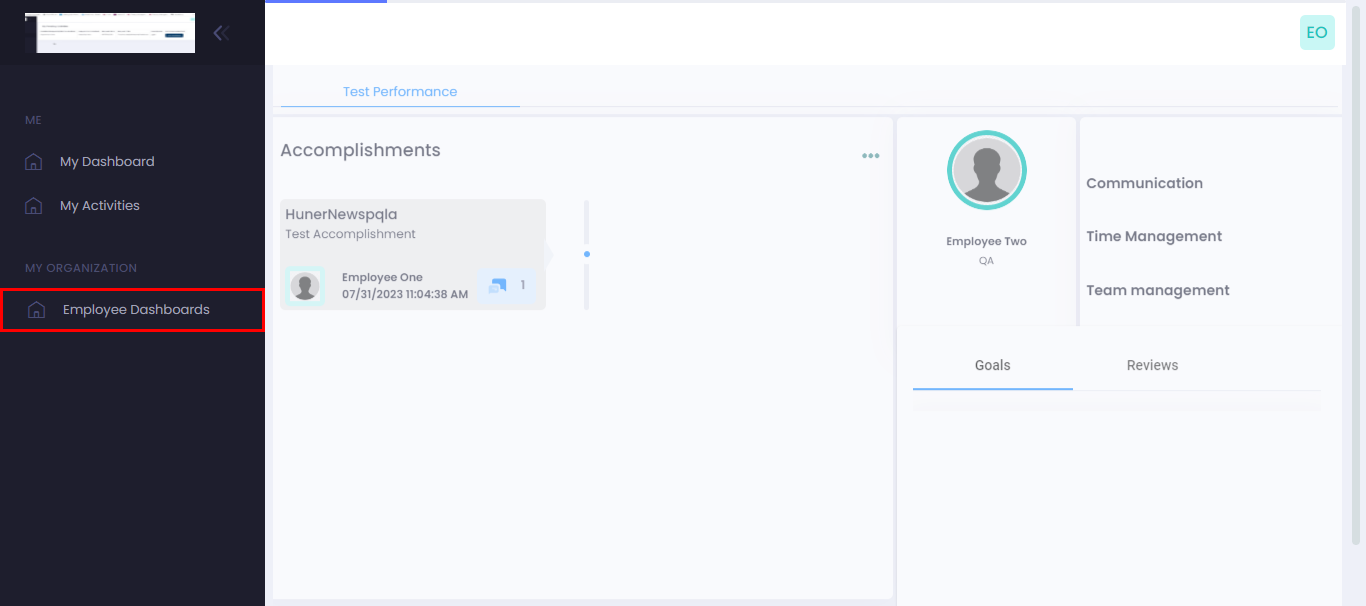 EO
ME
My Dashboard
My Activities
MY ORGANIZATION
Employee Dashboards
Test Performance
Accomplishments
HunerNewspqla
Test Accomplishment
Employee One
07/31/2023 11:04:38 AM
1
Employee Two
QA
Communication
Time Management
Team management
Goals
Reviews